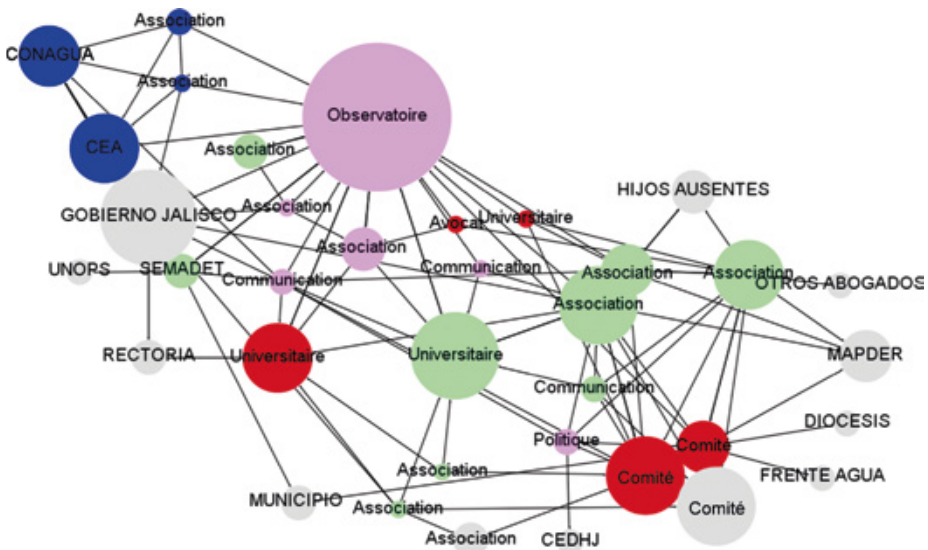 Association
CONAGUA
Association
Observatoire
CEA
Association
HIJOS AUSENTES
Association
GOBIERNO JALISCO
Avocat
Universitaire
Association
UNOPS
SEMADET
Communication
Communication
Association
Association
OTROS ABOGADOS
Association
RECTORIA
Universitaire
Universitaire
MAPDER
Communication
DIOCESIS
Politique
Comité
Association
Comité
FRENTE AGUA
MUNICIPIO
Association
Comité
Association
CEDHJ